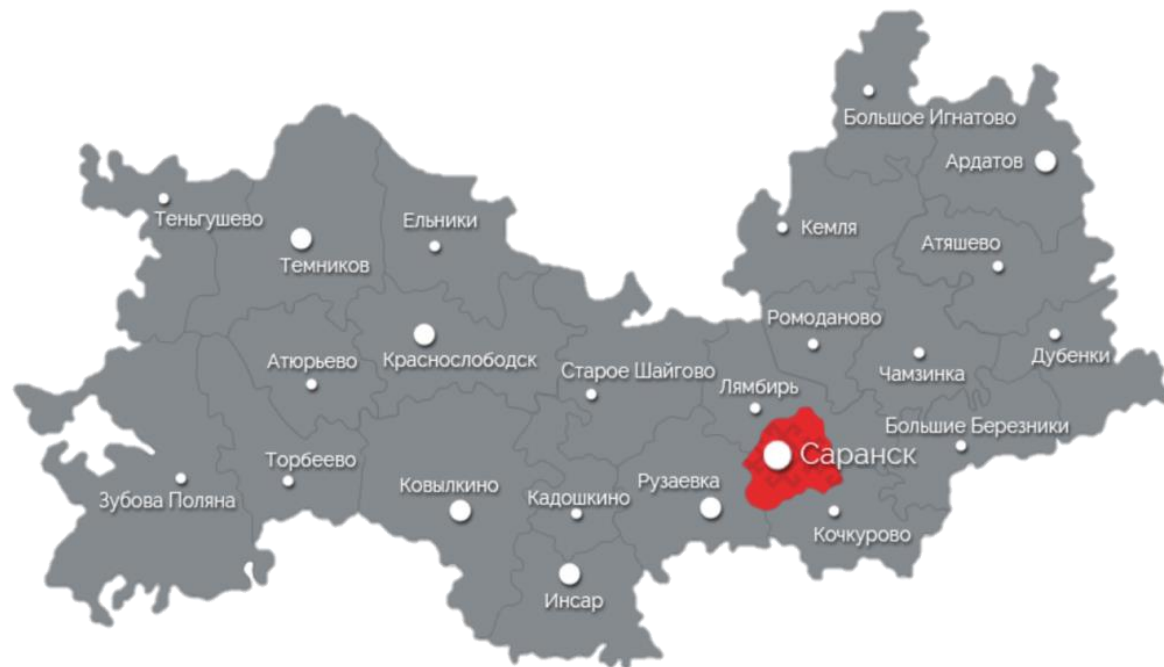 Большое Игнатово
Ардатов
Теньгушево
Ельники
Кемля
Атяшево
Темников
Ромоданово
Дубенки
Атюрьево
Краснослободск
Старое Шайгово
Чамзинка
Лямбирь
Большие Березники
Саранск
Торбеево
Зубова Поляна
Ковылкино
Кадошкино
Рузаевка
Кочкурово
Инсар